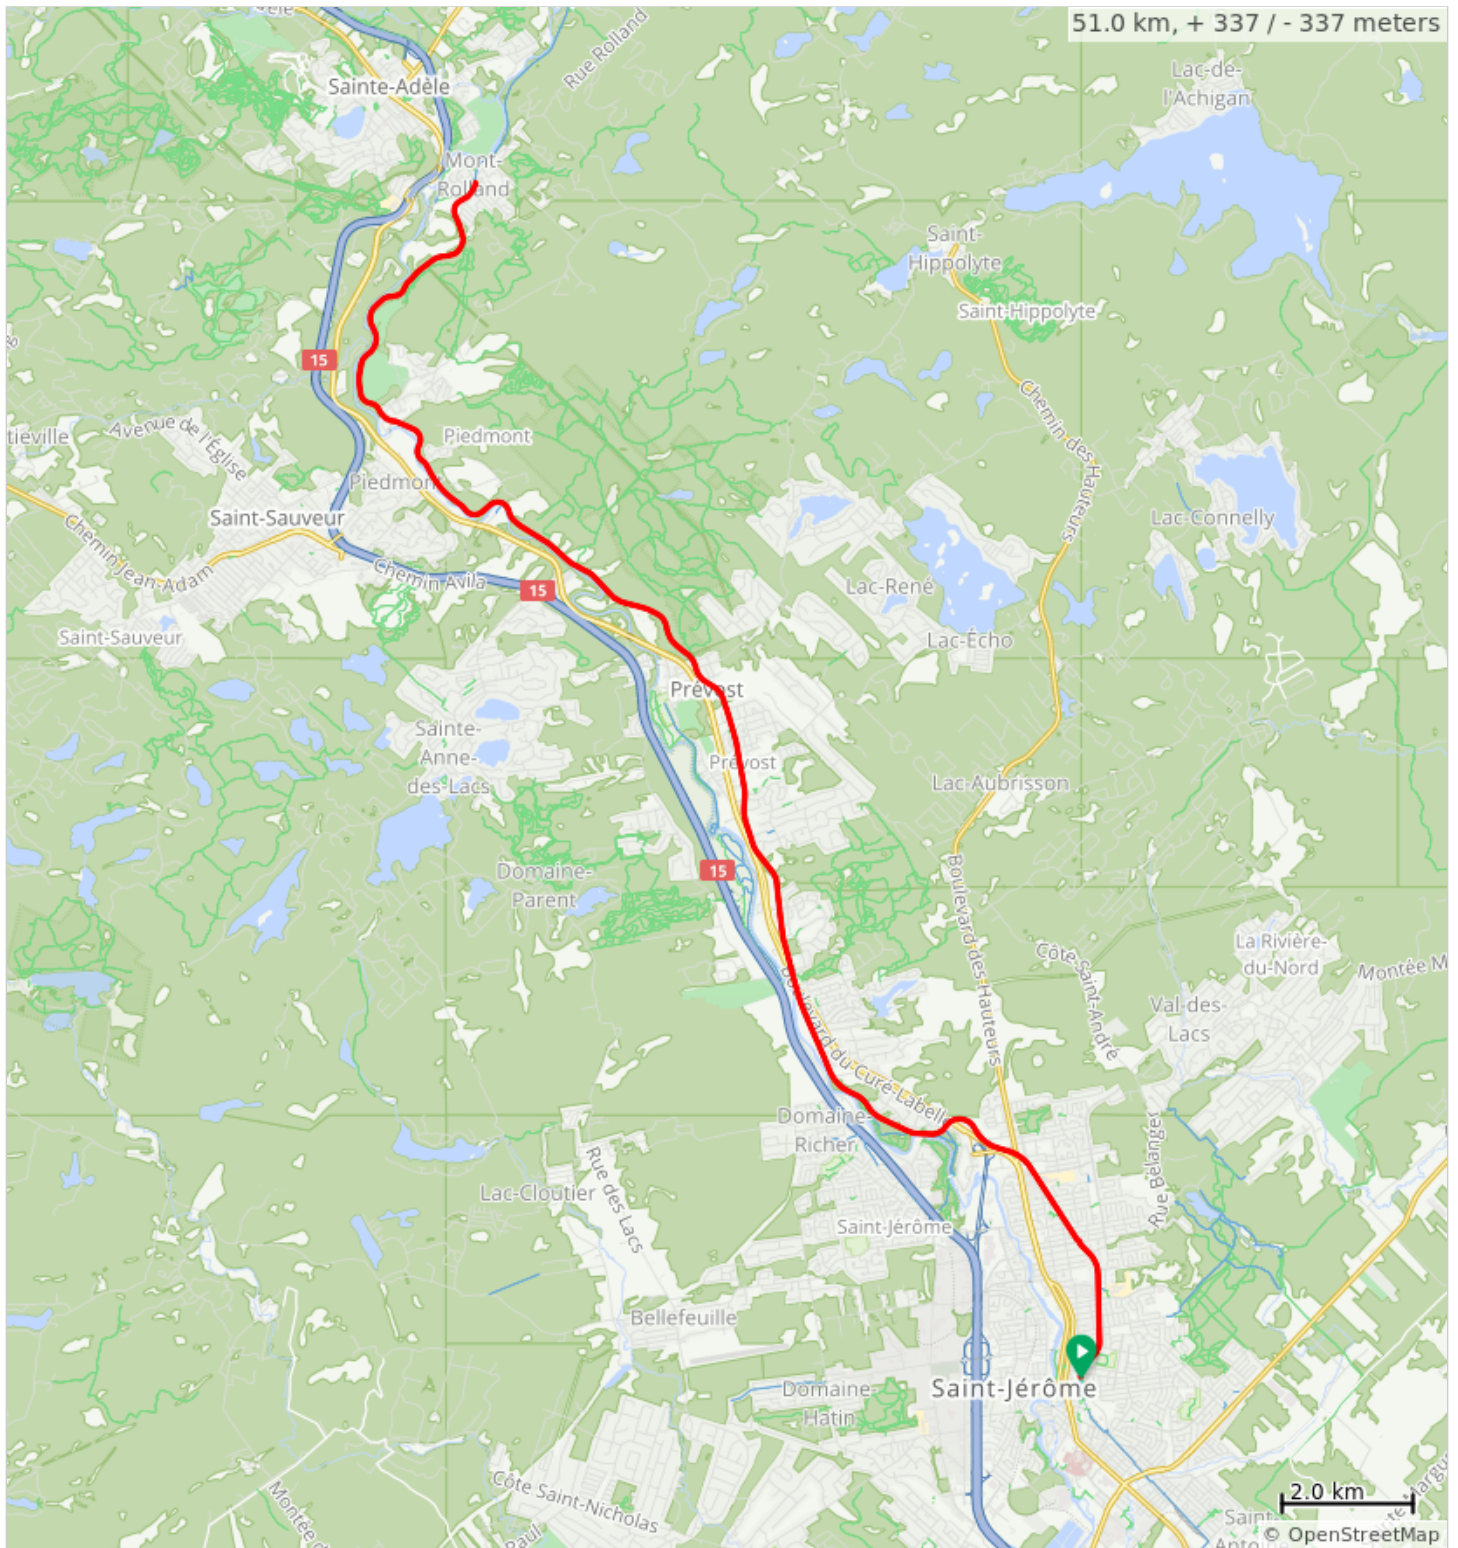 51.0 km, + 337 / - 337 meters
Sainte-Adèle
Rue Rolland
Lac-de-
l'Achigan
Mont-
Rolland
Saint-
Hippolyte
Saint-Hippolyte
15
Chemin des Hauteurs
Avenue de l'Église
tieville
Piedmont
Piedmont
Saint-Sauveur
Lac-Connelly
Chemin Jean-Adam
Chemin Avila
15
Lac-René
Saint-Sauveur
Lac-Écho
Prévost
Sainte-
Anne-
des-Lacs
Prévost
Lac-Aubrisson
15
Domaine-
Parent
Boulevard des Hauteurs
La Rivière-
du-Nord
Côte Saint-André
Montée M
Val-des-
Lacs
Boulevard du Curé-Labelle
Domaine-
Richer
Rue Bélanger
Rue des Lacs
Lac-Cloutier
Saint-Jérôme
Bellefeuille
Saint-Jérôme
Domaine-
Hatin
Côte Saint-Nicholas
Montée
Paul-
2.0 km
Saint-
Antoine
© OpenStreetMap